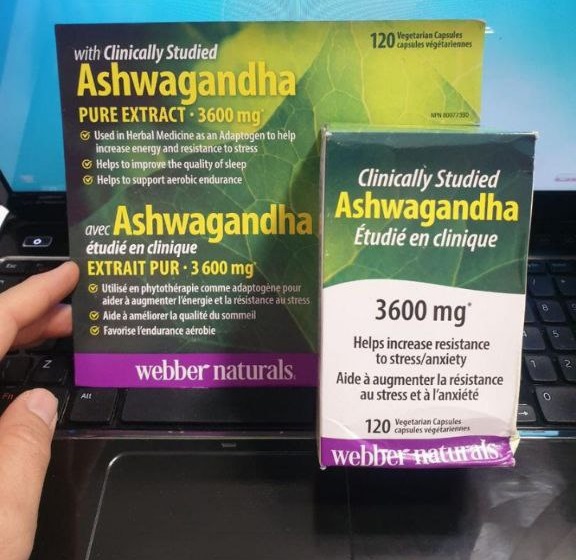 with Clinically Studied
Ashwagandha
PURE EXTRACT · 3600 mg*
Used in Herbal Medicine as an Adaptogen to help
increase energy and resistance to stress
Helps to improve the quality of sleep
Helps to support aerobic endurance
avec Ashwagandha
étudié en clinique
EXTRAIT PUR · 3 600 mg*
Utilisé en phytothérapie comme adaptogène pour
aider à augmenter l'énergie et la résistance au stress
Aide à améliorer la qualité du sommeil
Favorise l'endurance aérobie
webber naturals.
120 Vegetarian Capsules
capsules végétariennes
Clinically Studied
Ashwagandha
Étudié en clinique
3600 mg*
Helps increase resistance
to stress/anxiety
Aide à augmenter la résistance
au stress et à l'anxiété
120 Vegetarian Capsules
capsules végétariennes
webber naturals.
Z
Alt